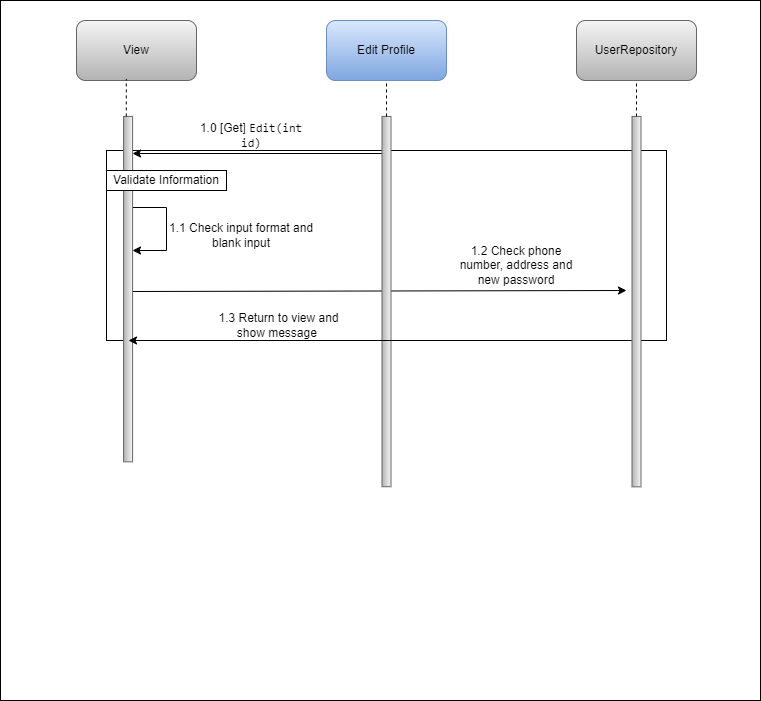 View
Edit Profile
UserRepository
1.0 [Get] Edit(int
id)
Validate Information
1.1 Check input format and
blank input
1.2 Check phone
number, address and
new password
1.3 Return to view and
show message